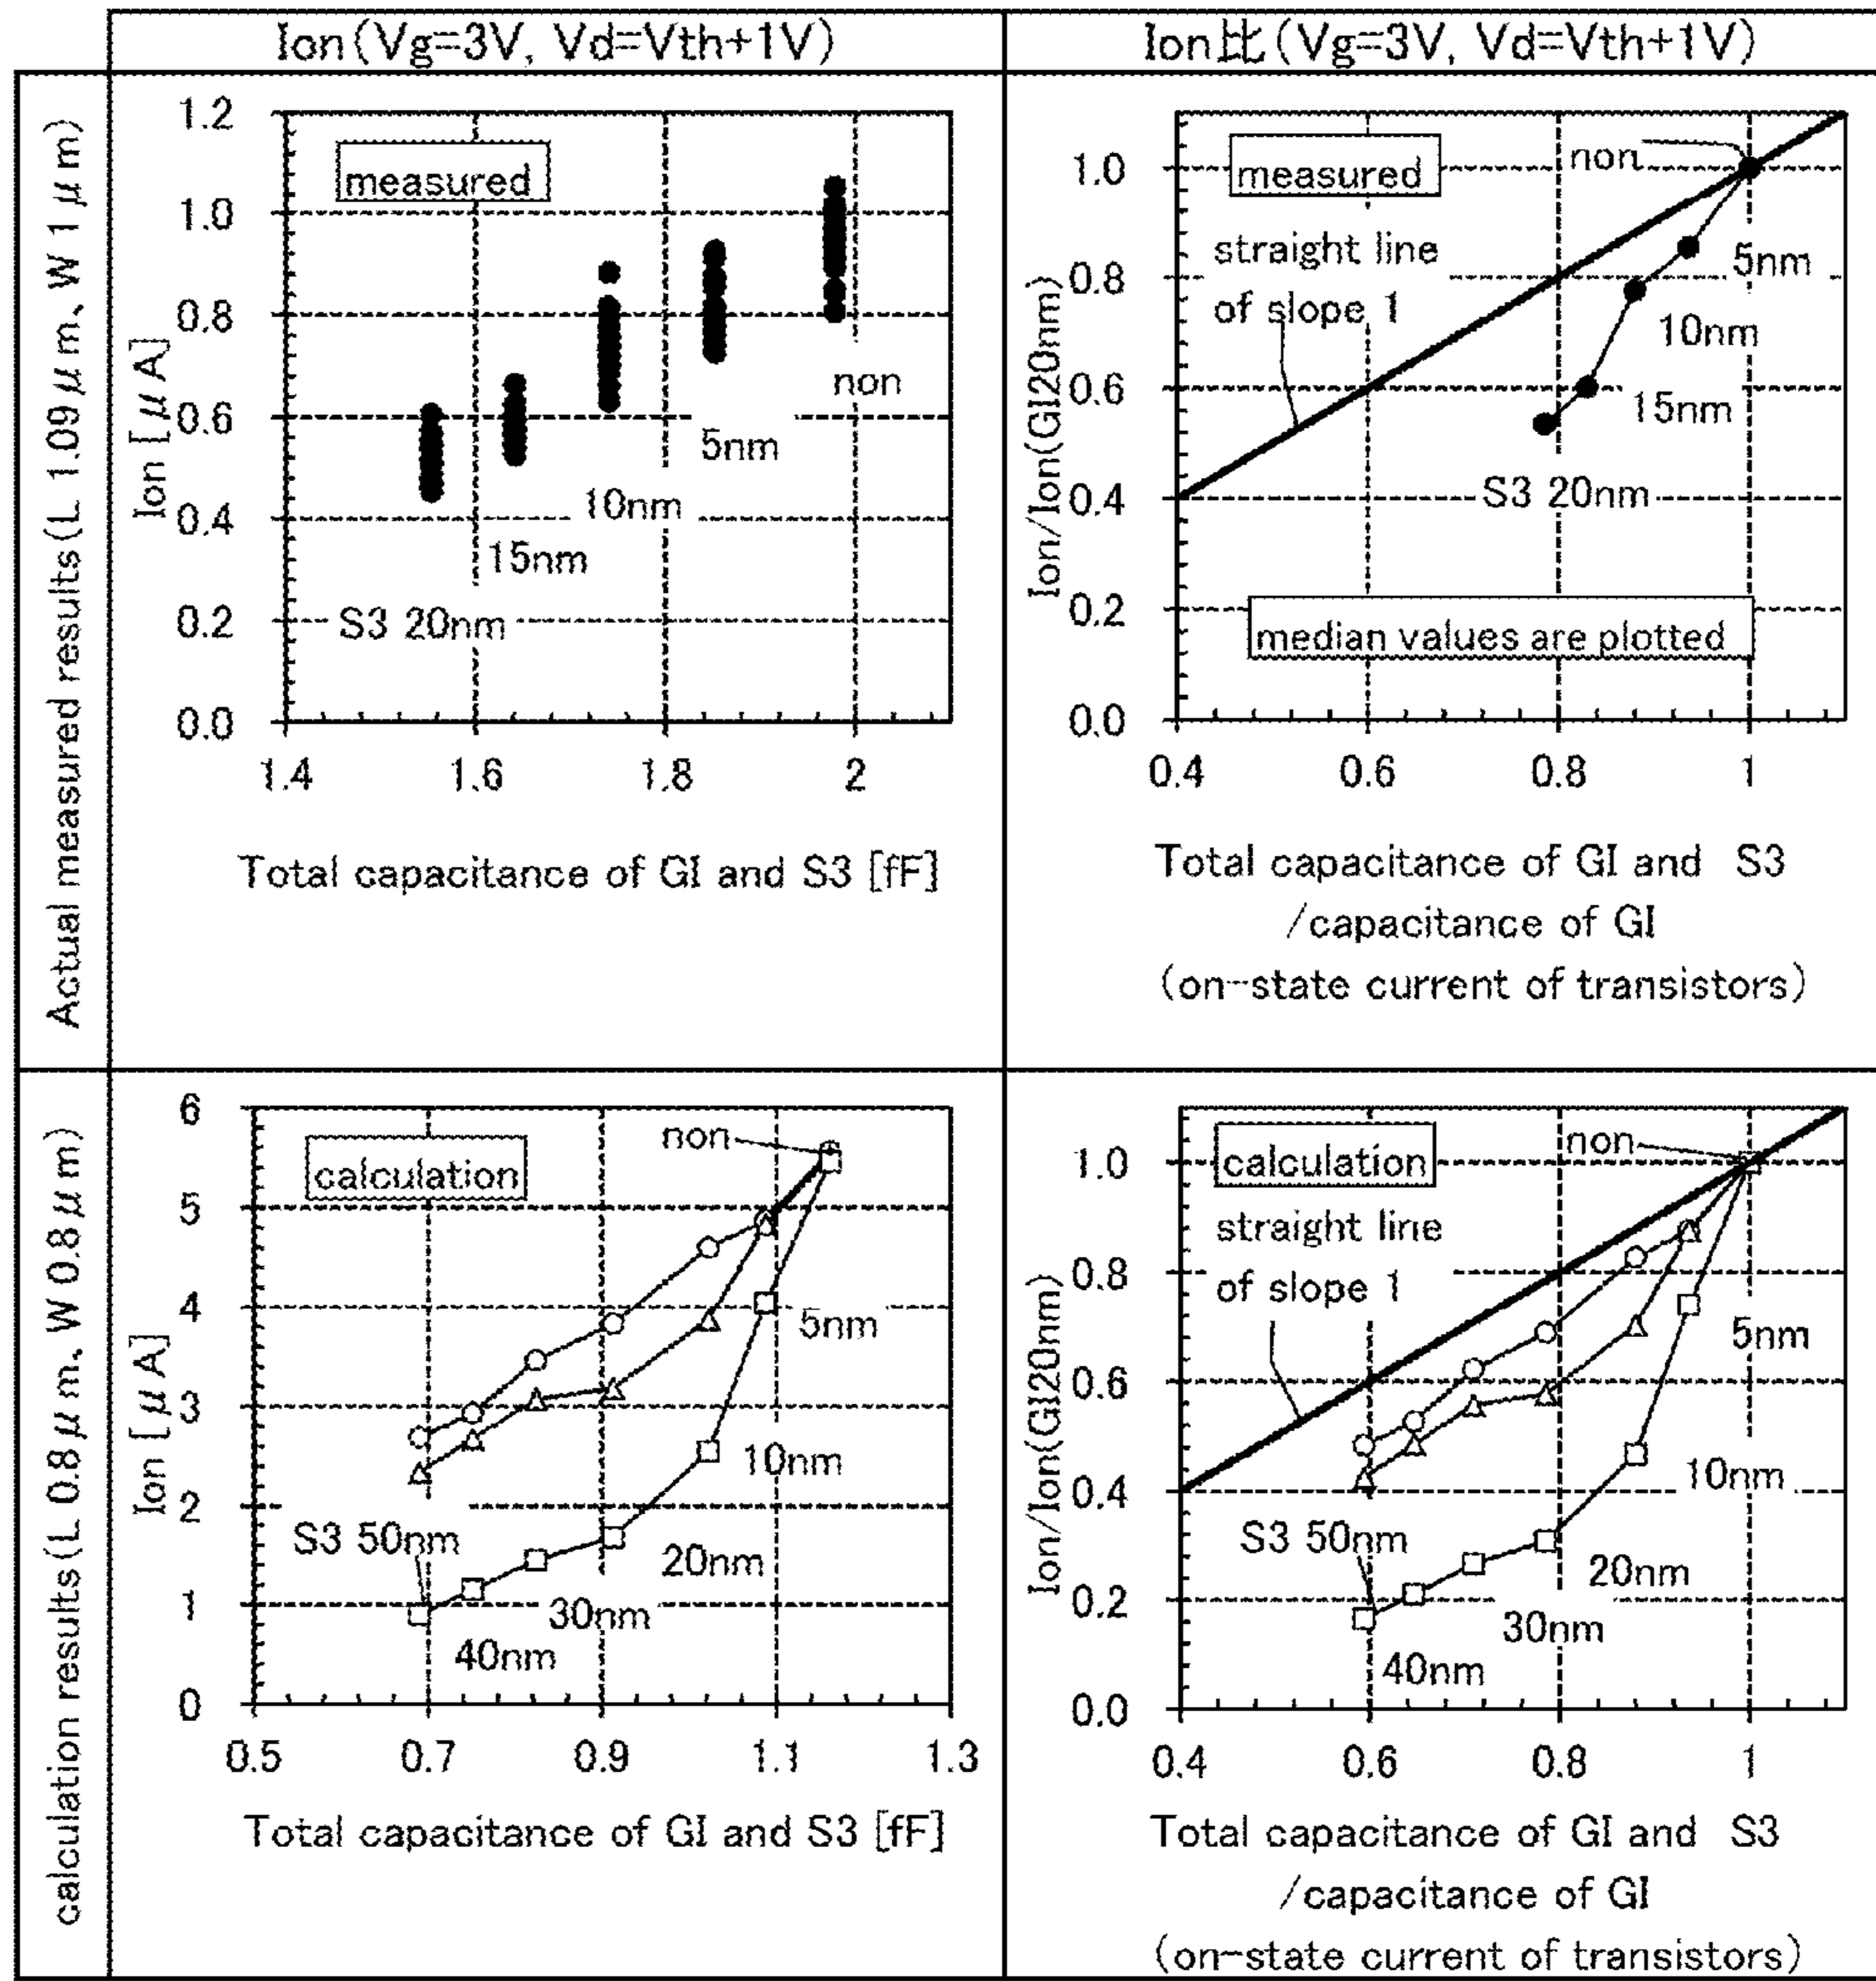 Ion(Vg=3V, Vd=Vth+1V)
Ion比(Vg=3V, Vd=Vth+1V)
Actual measured results(L 1.09μm、W 1μm)
1.2
1.0
0.8
0.6
0.4
0.2
0.0
Ion [μA]
measured
non
5nm
10nm
15nm
S3 20nm
1.4
1.6
1.8
2
Total capacitance of GI and S3 [fF]
1.0
0.8
0.6
0.4
0.2
0.0
Ion/Ion(GI20nm)
measured
non
straight line
of slope 1
5nm
10nm
15nm
S3 20nm
median values are plotted
0.4
0.6
0.8
1
Total capacitance of GI and S3
/capacitance of GI
(on-state current of transistors)
calculation results(L 0.8μm、W 0.8μm)
6
5
4
3
2
1
0
Ion [μA]
calculation
non
5nm
10nm
20nm
30nm
40nm
S3 50nm
0.5
0.7
0.9
1.1
1.3
Total capacitance of GI and S3 [fF]
1.0
0.8
0.6
0.4
0.2
0.0
Ion/Ion(GI20nm)
calculation
non
straight line
of slope 1
5nm
10nm
20nm
30nm
40nm
S3 50nm
0.4
0.6
0.8
1
Total capacitance of GI and S3
/capacitance of GI
(on-state current of transistors)